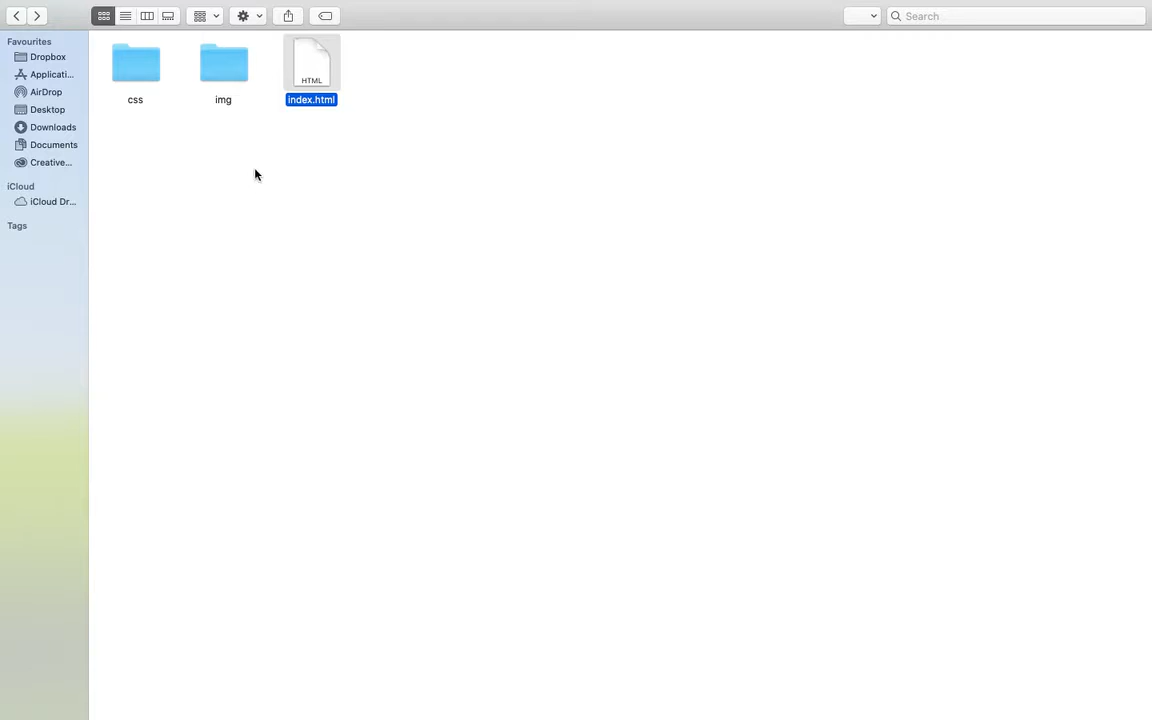 Search
Favourites
Dropbox
Applicati...
AirDrop
Desktop
Downloads
Documents
Creative...
iCloud
iCloud Dr...
Tags
HTML
css
img
index.html